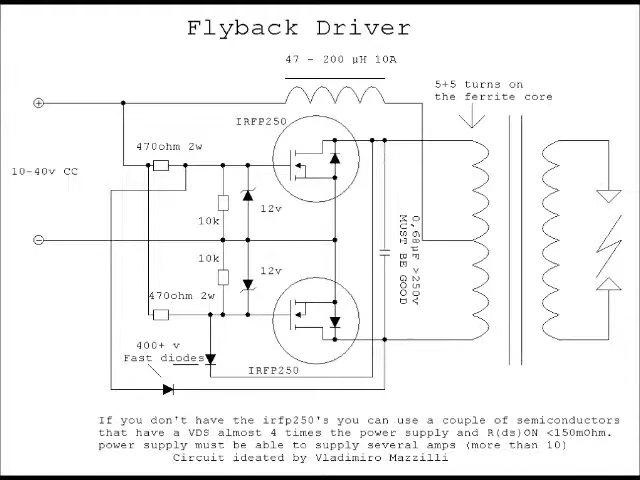 Flyback Driver
47 - 200 µH 10A
5+5 turns on
the ferrite core
IRFP250
470ohm 2w
10-40v CC
12v
10k
0,68µF >250v
MUST BE GOOD
10k
12v
470ohm 2w
400+ v
Fast diodes
IRFP250
If you don't have the irfp250's you can use a couple of semiconductors
that have a VDS almost 4 times the power supply and R(ds)ON <150mOhm.
power supply must be able to supply several amps (more than 10)
Circuit ideated by Vladimiro Mazzilli